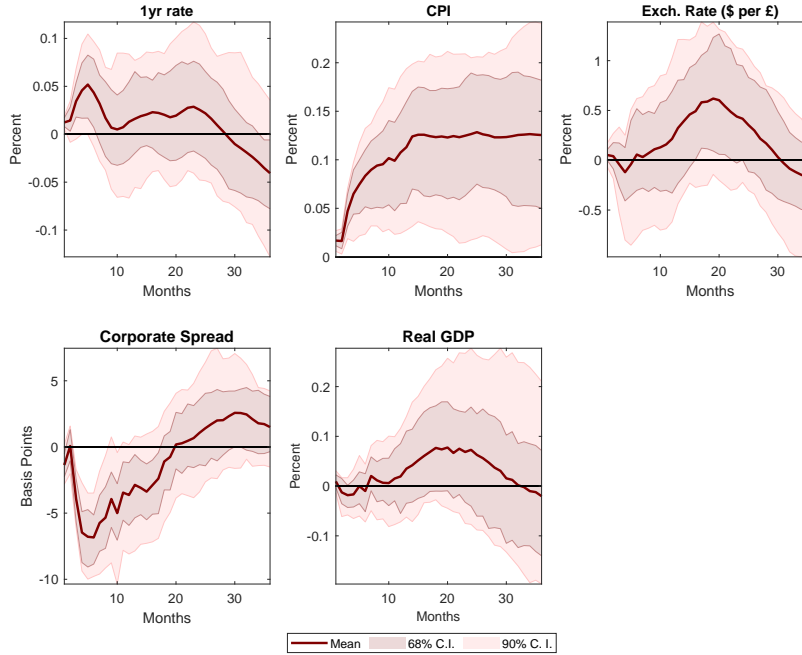 1yr rate
CPI
Exch. Rate ($ per £)
0.1
0.05
0
-0.05
-0.1
Percent
10
20
30
Months
0.2
0.15
0.1
0.05
0
Percent
10
20
30
Months
1
0.5
0
-0.5
Percent
10
20
30
Months
Corporate Spread
Real GDP
5
0
-5
-10
Basis Points
10
20
30
Months
0.2
0.1
0
-0.1
Percent
10
20
30
Months
Mean
68% C.I.
90% C. I.